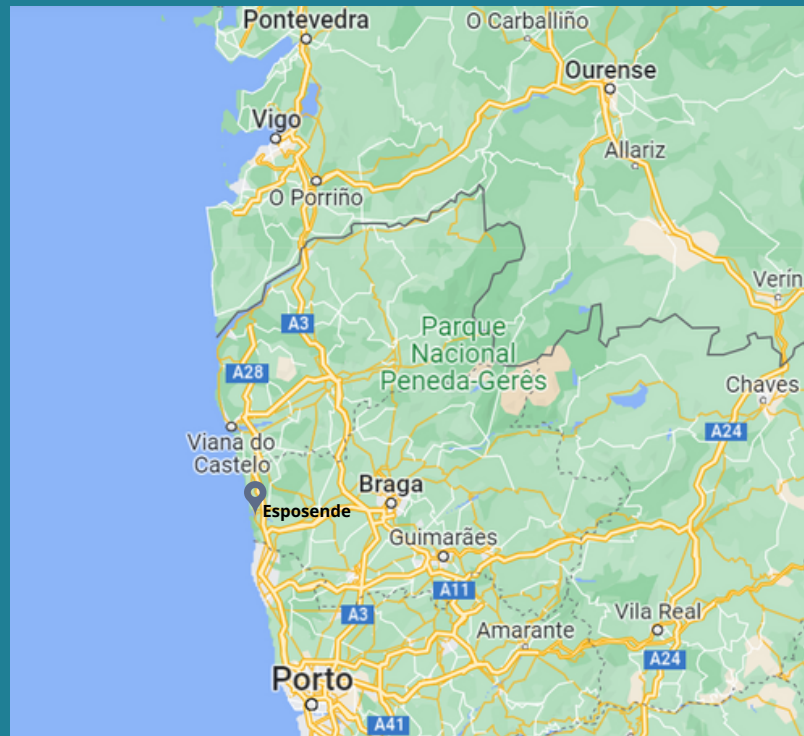 Pontevedra
O Carballiño
Ourense
Vigo
Allariz
O Porriño
Verín
A3
Parque
Nacional
Peneda-Gerês
A28
Chaves
A24
Viana do
Castelo
Braga
Esposende
Guimarães
A11
A3
Vila Real
Amarante
A24
Porto
A41